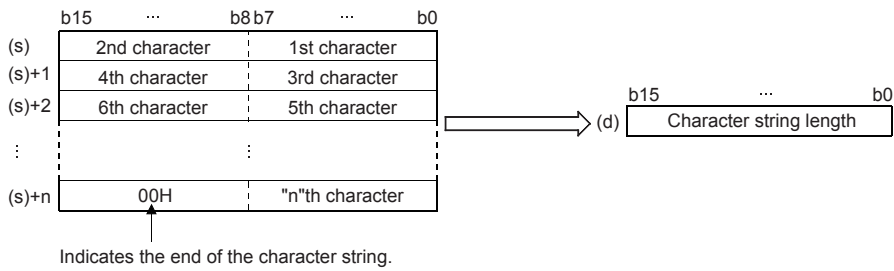 b15 ... b8 b7 ... b0
(s) 2nd character 1st character
(s)+1 4th character 3rd character
(s)+2 6th character 5th character
⋮ ⋮
(s)+n 00H "n"th character
Indicates the end of the character string.
b15 ... b0
(d) Character string length